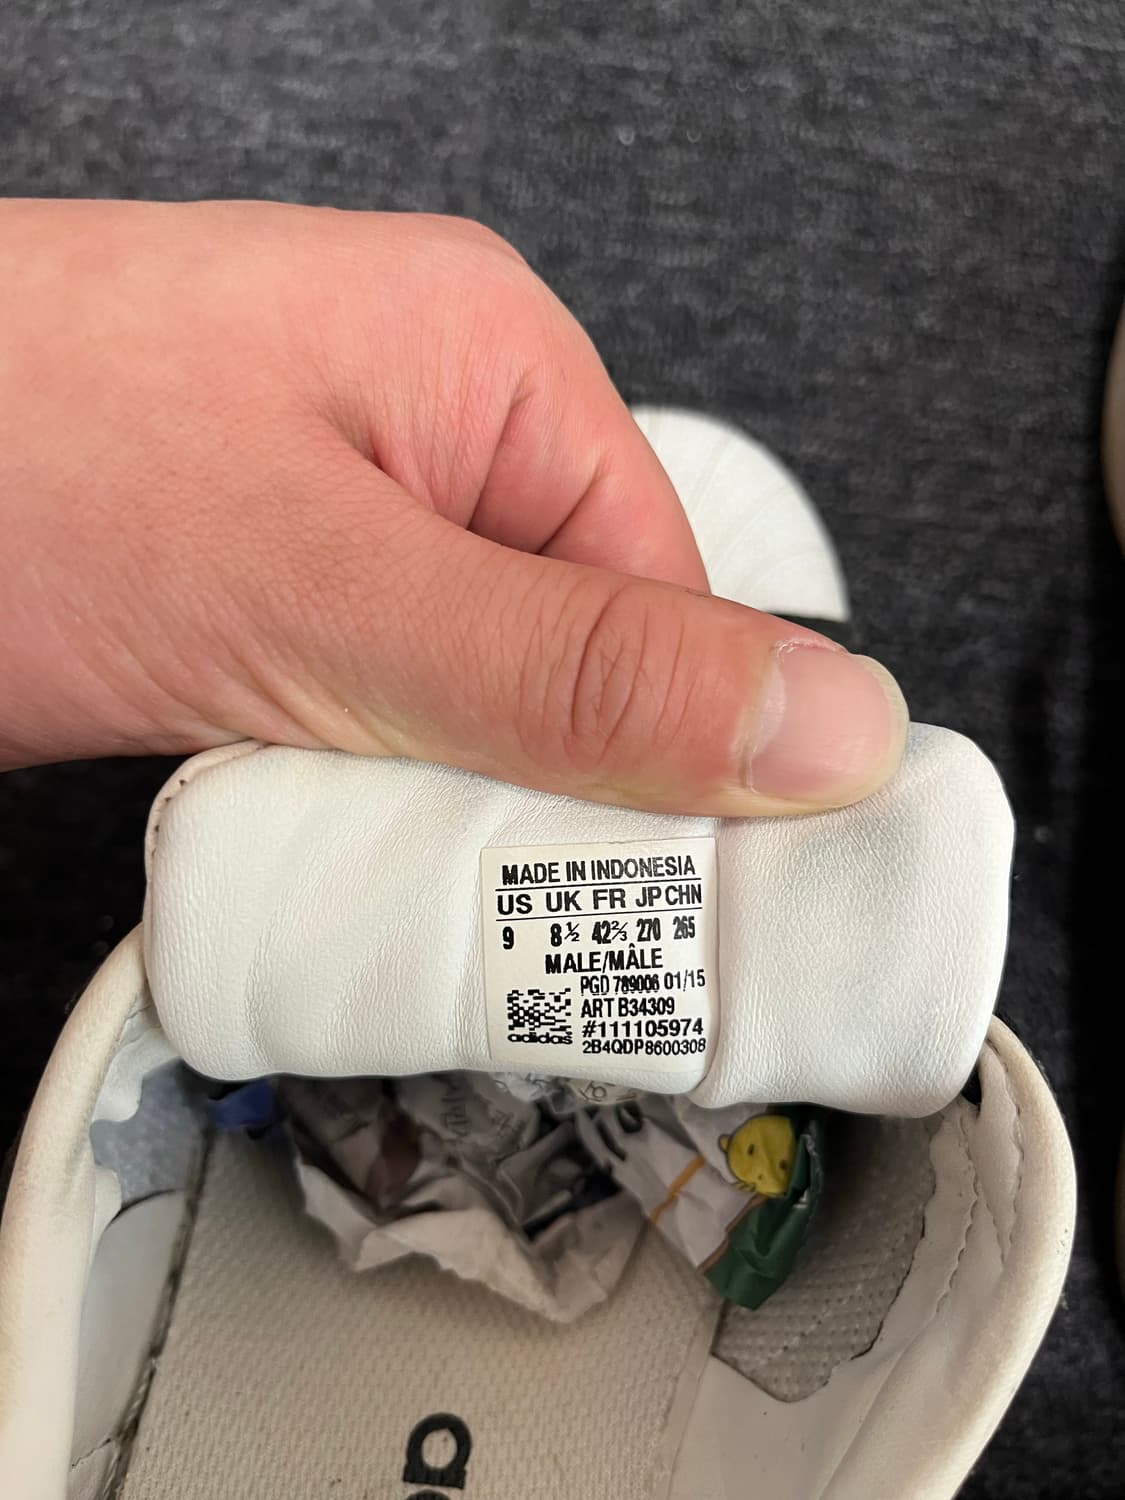 MADE IN INDONESIA
US UK FR JP CHN
9 8½ 42⅔ 270 265
MALE/MÂLE
PGD 789006 01/15
ART B34309
#111105974
adidas 2B4QDP8600308